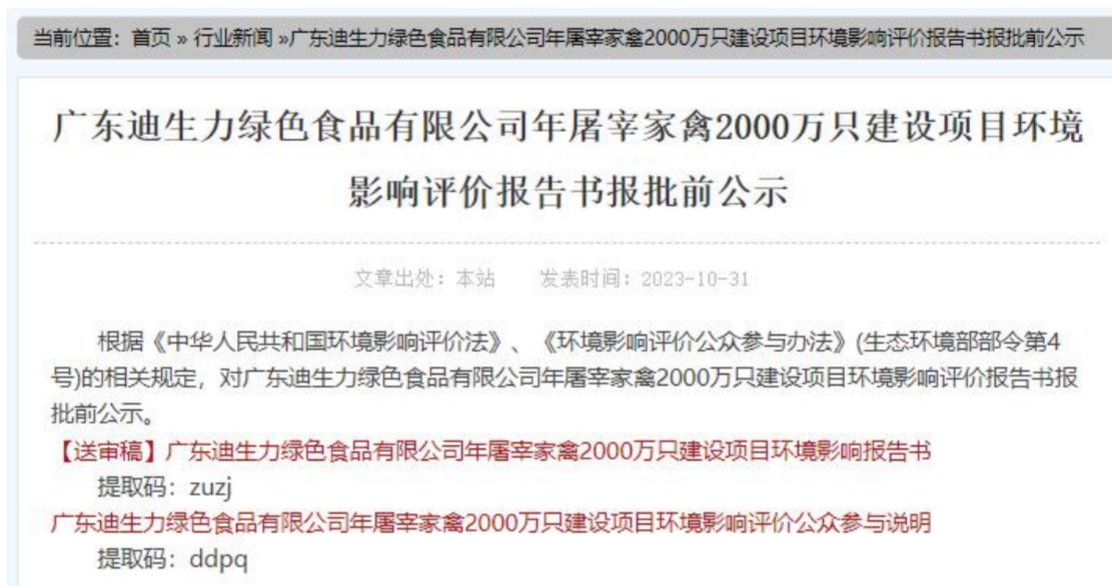 当前位置：首页 » 行业新闻 »广东迪生力绿色食品有限公司年屠宰家禽2000万只建设项目环境影响评价报告书报批前公示
广东迪生力绿色食品有限公司年屠宰家禽2000万只建设项目环境
影响评价报告书报批前公示
文章出处：本站 发表时间：2023-10-31
根据《中华人民共和国环境影响评价法》、《环境影响评价公众参与办法》(生态环境部部令第4
号)的相关规定，对广东迪生力绿色食品有限公司年屠宰家禽2000万只建设项目环境影响评价报告书报
批前公示。
【送审稿】广东迪生力绿色食品有限公司年屠宰家禽2000万只建设项目环境影响报告书
提取码：zuzj
广东迪生力绿色食品有限公司年屠宰家禽2000万只建设项目环境影响评价公众参与说明
提取码：ddpq